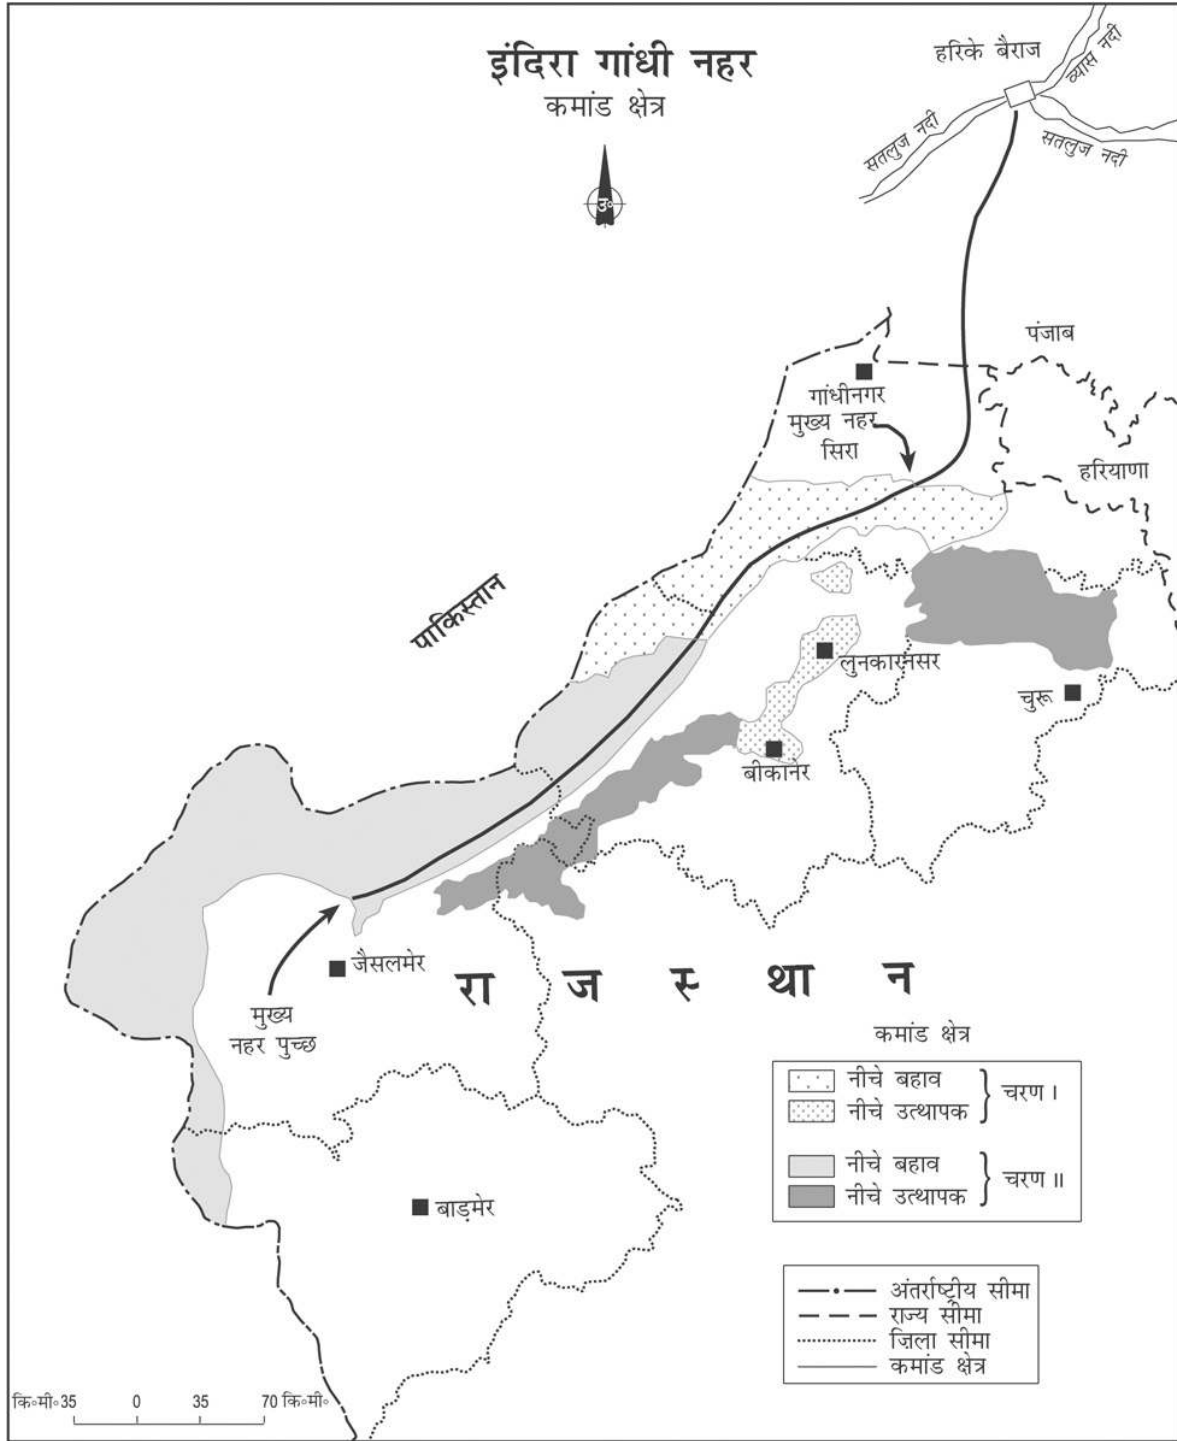 इंदिरा गांधी नहर
कमांड क्षेत्र
हरिके बैराज
व्यास नदी
सतलुज नदी
सतलुज नदी
उ॰
पंजाब
गांधीनगर
मुख्य नहर
सिरा
हरियाणा
पाकिस्तान
लुनकारनसर
चुरू
बीकानेर
जैसलमेर
रा ज स्थान
मुख्य
नहर पुच्छ
बाड़मेर
कमांड क्षेत्र
नीचे बहाव
नीचे उत्थापक
चरण I
नीचे बहाव
नीचे उत्थापक
चरण II
अंतर्राष्ट्रीय सीमा
राज्य सीमा
ज़िला सीमा
कमांड क्षेत्र
कि॰मी॰35 0 35 70 कि॰मी॰